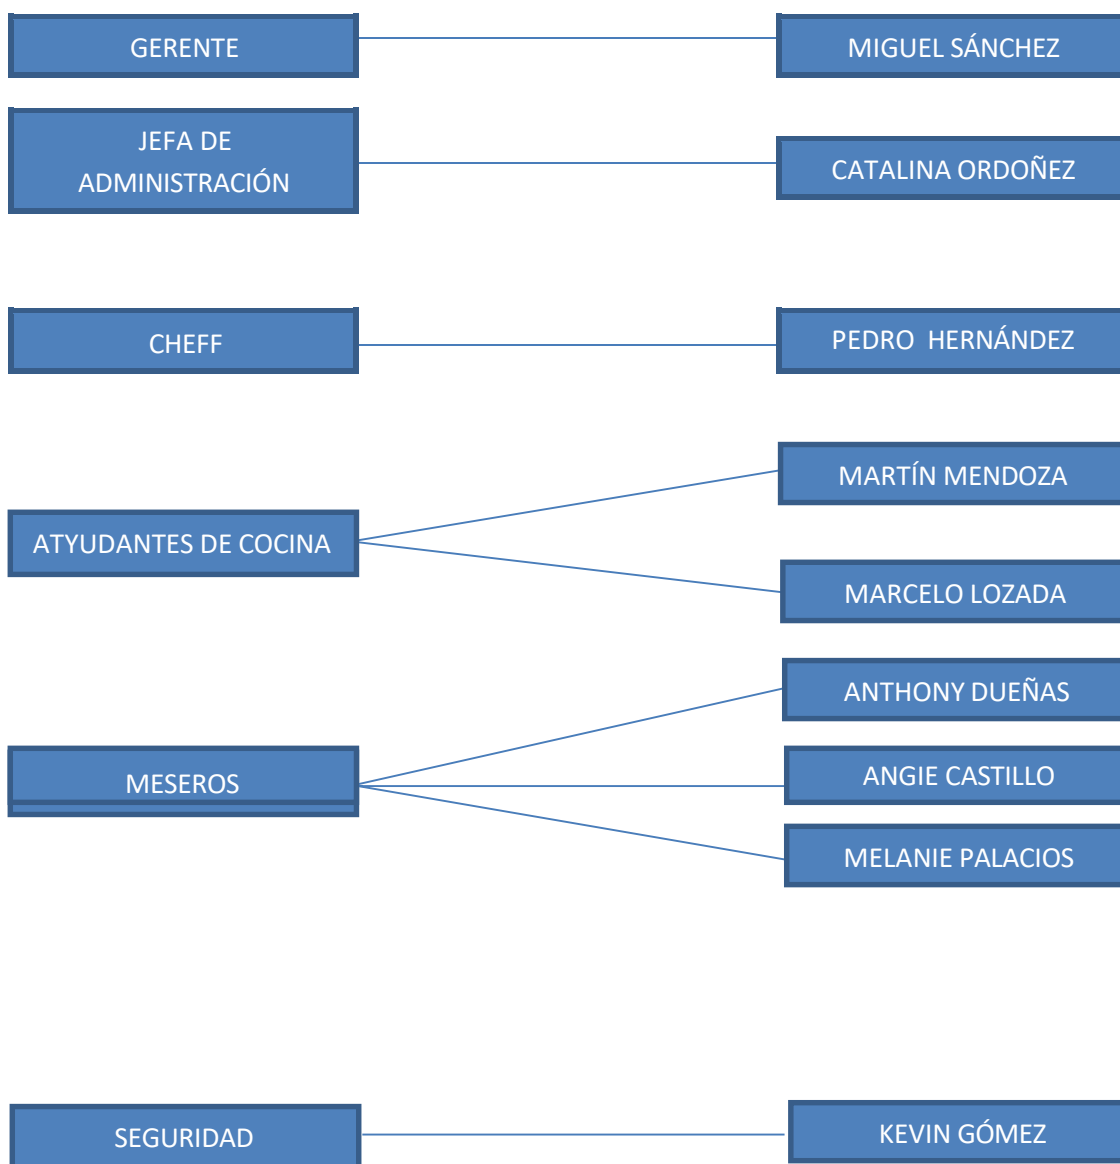 GERENTE
MIGUEL SÁNCHEZ
JEFA DE
ADMINISTRACIÓN
CATALINA ORDOÑEZ
CHEFF
PEDRO  HERNÁNDEZ
MARTÍN MENDOZA
ATYUDANTES DE COCINA
MARCELO LOZADA
ANTHONY DUEÑAS
MESEROS
ANGIE CASTILLO
MELANIE PALACIOS
SEGURIDAD
KEVIN GÓMEZ